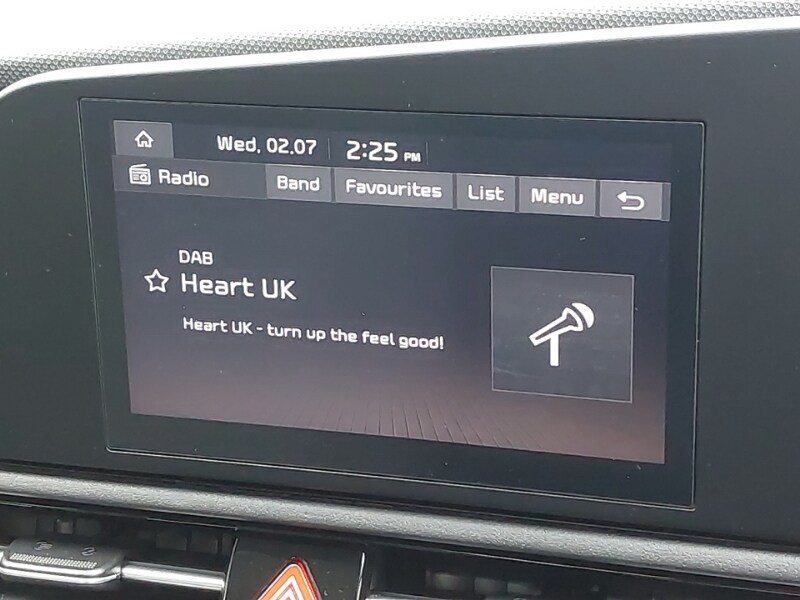 Wed, 02.07 2:25 PM
Radio Band Favourites List Menu
DAB
Heart UK
Heart UK - turn up the feel good!